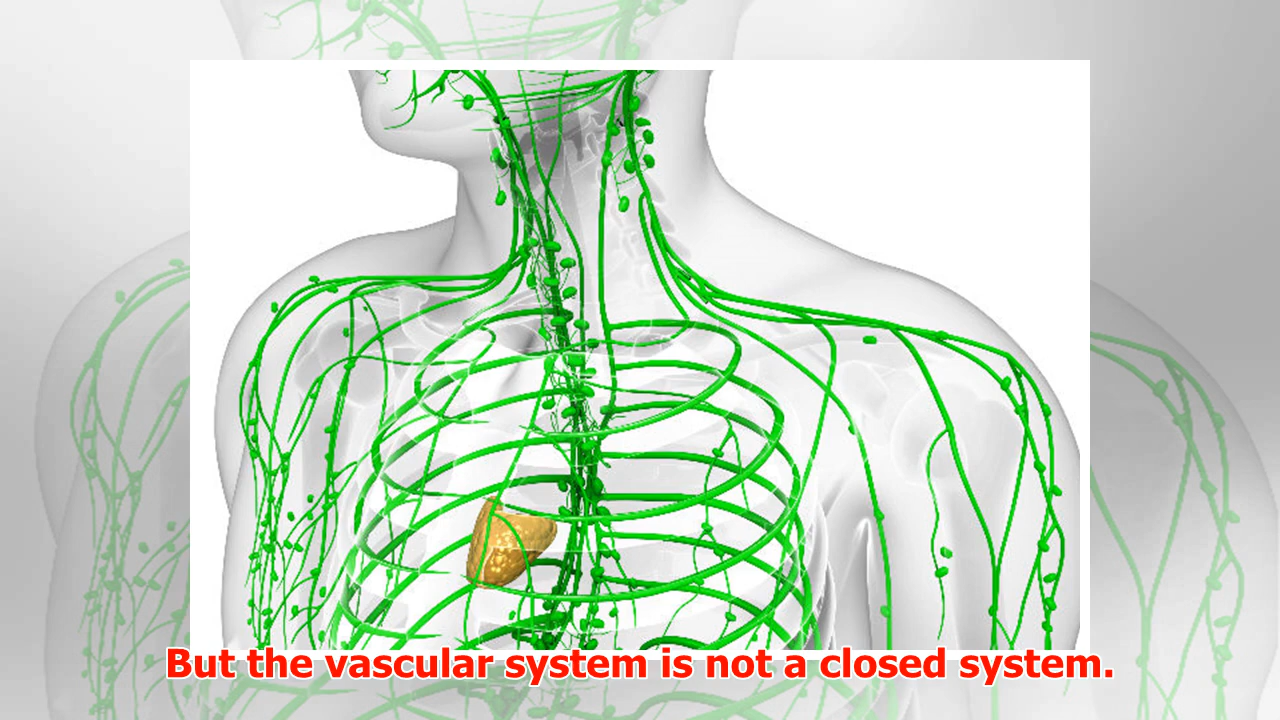 But the vascular system is not a closed system.